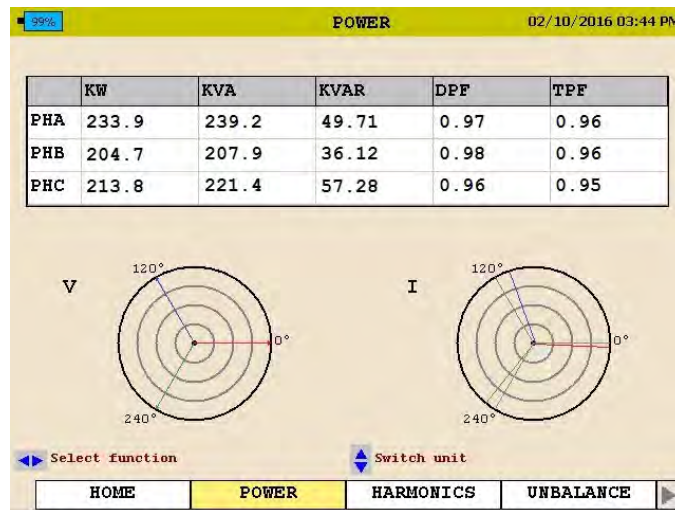 99% POWER 02/10/2016 03:44 PM
KW KVA KVAR DPF TPF
PHA 233.9 239.2 49.71 0.97 0.96
PHB 204.7 207.9 36.12 0.98 0.96
PHC 213.8 221.4 57.28 0.96 0.95
120° 120°
V I
0° 0°
240° 240°
Select function Switch unit
HOME POWER HARMONICS UNBALANCE